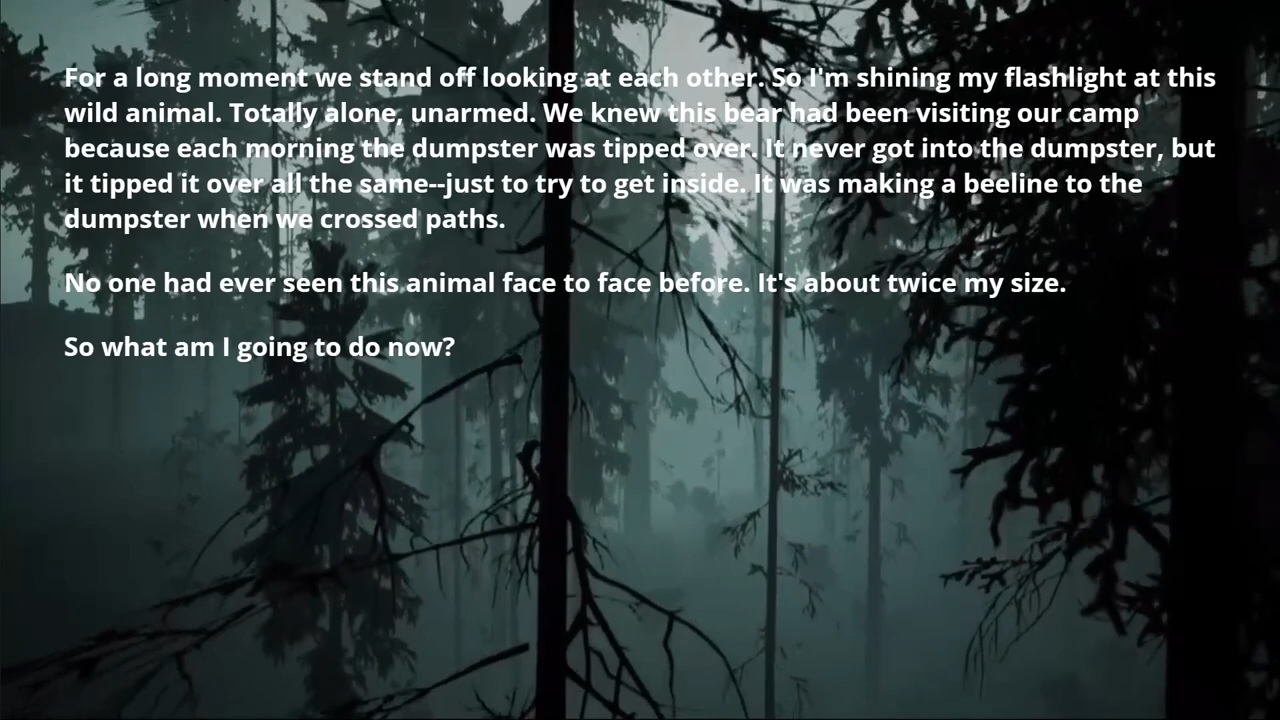 For a long moment we stand off looking at each other. So I'm shining my flashlight at this
wild animal. Totally alone, unarmed. We knew this bear had been visiting our camp
because each morning the dumpster was tipped over. It never got into the dumpster, but
it tipped it over all the same--just to try to get inside. It was making a beeline to the
dumpster when we crossed paths.
No one had ever seen this animal face to face before. It's about twice my size.
So what am I going to do now?